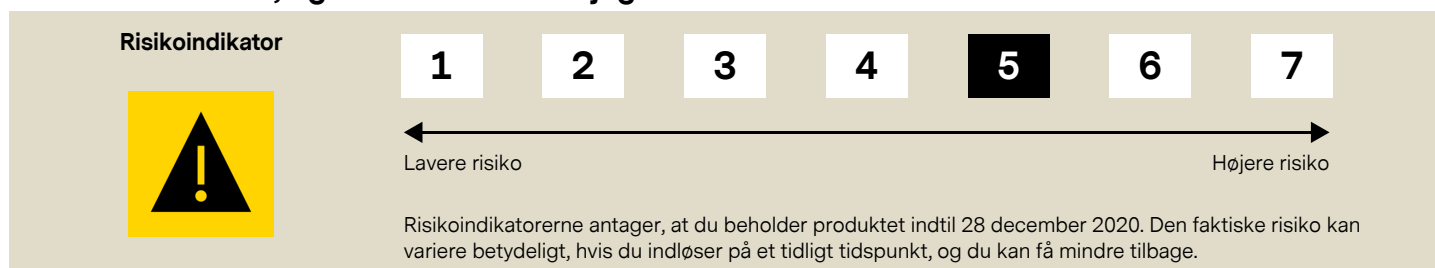 Risikoindikator
1 2 3 4 5 6 7
Lavere risiko Højere risiko
Risikoindikatorerne antager, at du beholder produktet indtil 28 december 2020. Den faktiske risiko kan
variere betydeligt, hvis du indløser på et tidligt tidspunkt, og du kan få mindre tilbage.